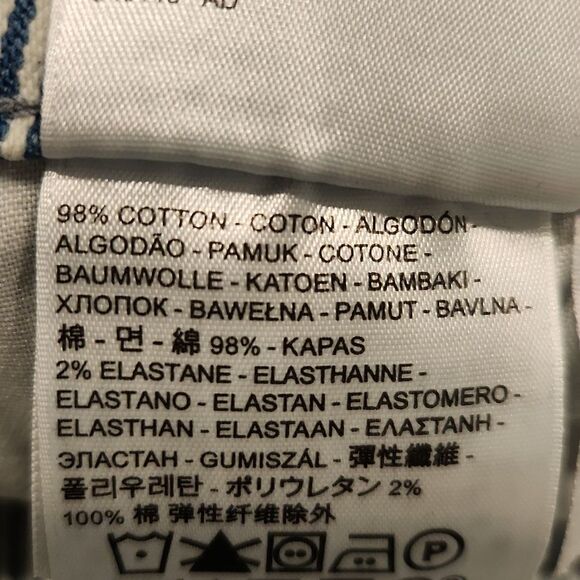 98% COTTON - COTON - ALGODÓN -
ALGODÃO - PAMUK - COTONE -
BAUMWOLLE - KATOEN - BAMBAKI -
ХЛОПОК - BAWEŁNA - PAMUT - BAVLNA -
棉 - 면 - 綿 98% - KAPAS
2% ELASTANE - ELASTHANNE -
ELASTANO - ELASTAN - ELASTOMERO -
ELASTHAN - ELASTAAN - ΕΛΑΣΤΑΝΗ -
ЭЛАСТАН - GUMISZÁL - 彈性纖維 -
폴리우레탄 - ポリウレタン 2%
100% 棉 弹性纤维除外
P